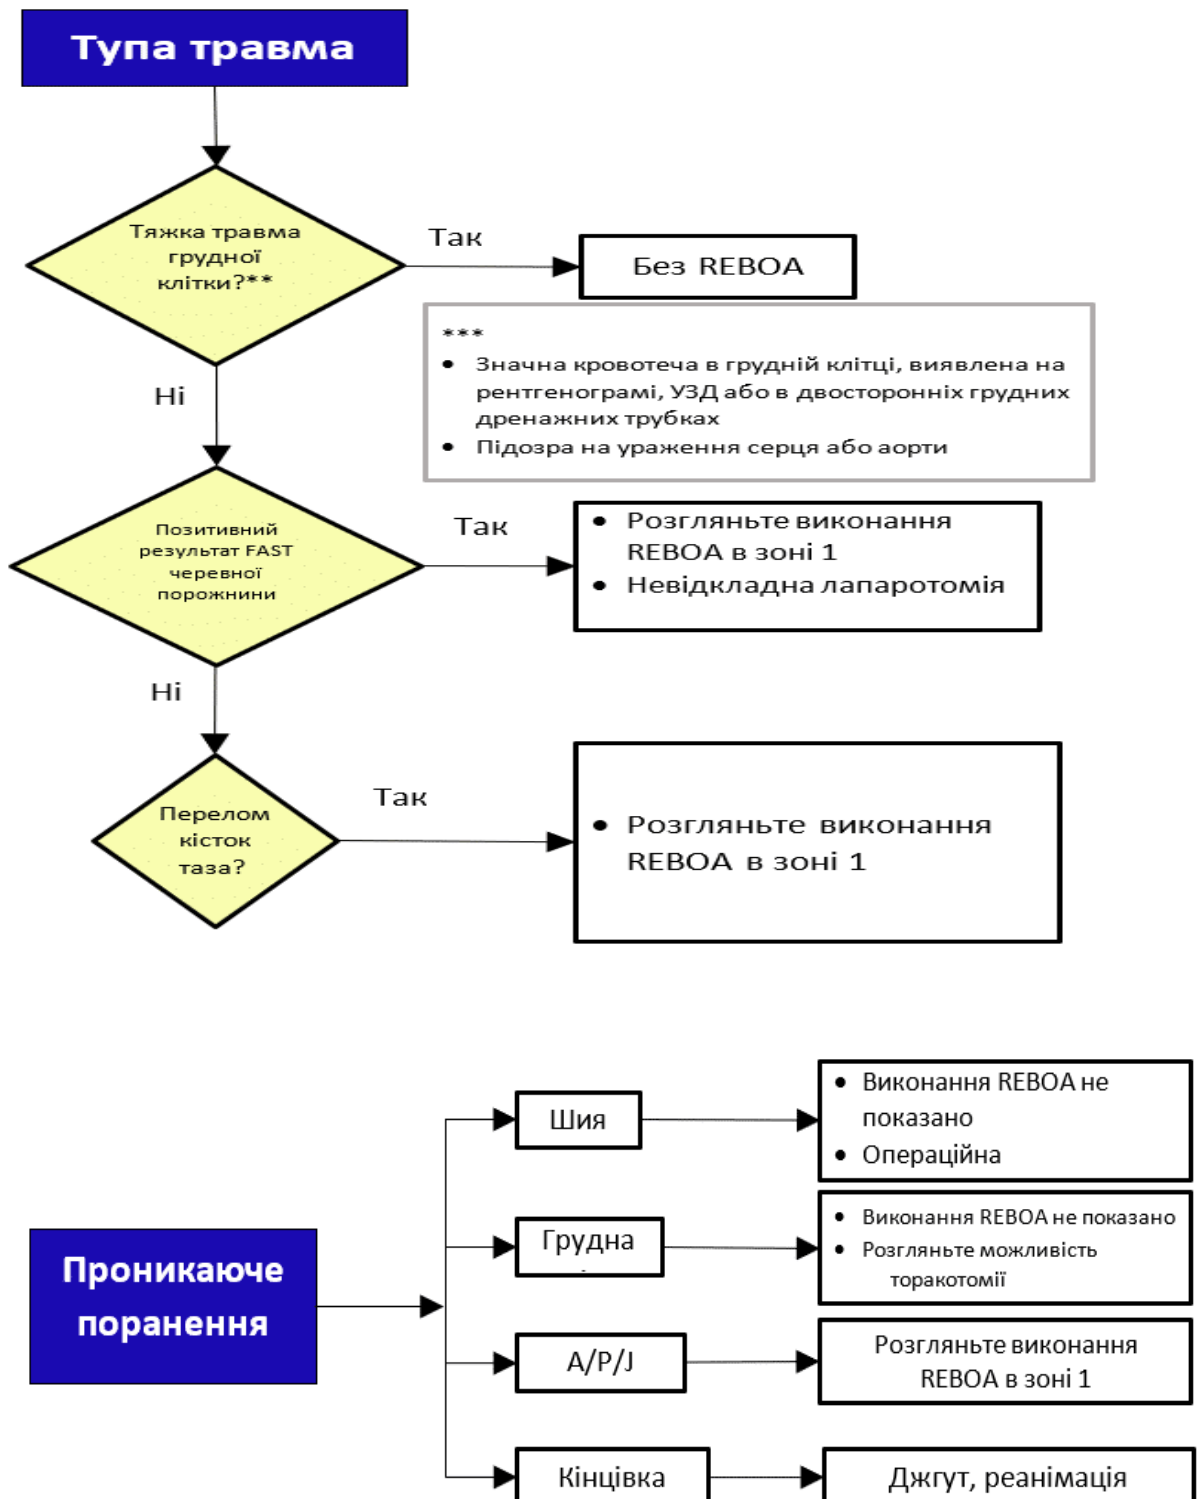 Тупа травма
Тяжка травма
грудної
клітки?**
Так
Без REBOA
***
• Значна кровотеча в грудній клітці, виявлена на
рентгенограмі, УЗД або в двосторонніх грудних
дренажних трубках
• Підозра на ураження серця або аорти
Ні
Позитивний
результат FAST
черевної
порожнини
Так
• Розгляньте виконання
REBOA в зоні 1
• Невідкладна лапаротомія
Ні
Перелом
кісток
таза?
Так
• Розгляньте виконання
REBOA в зоні 1
Проникаюче
поранення
Шия
• Виконання REBOA не
показано
• Операційна
Грудна
• Виконання REBOA не показано
• Розгляньте можливість
торакотомії
A/P/J
Розгляньте виконання
REBOA в зоні 1
Кінцівка
Джгут, реанімація